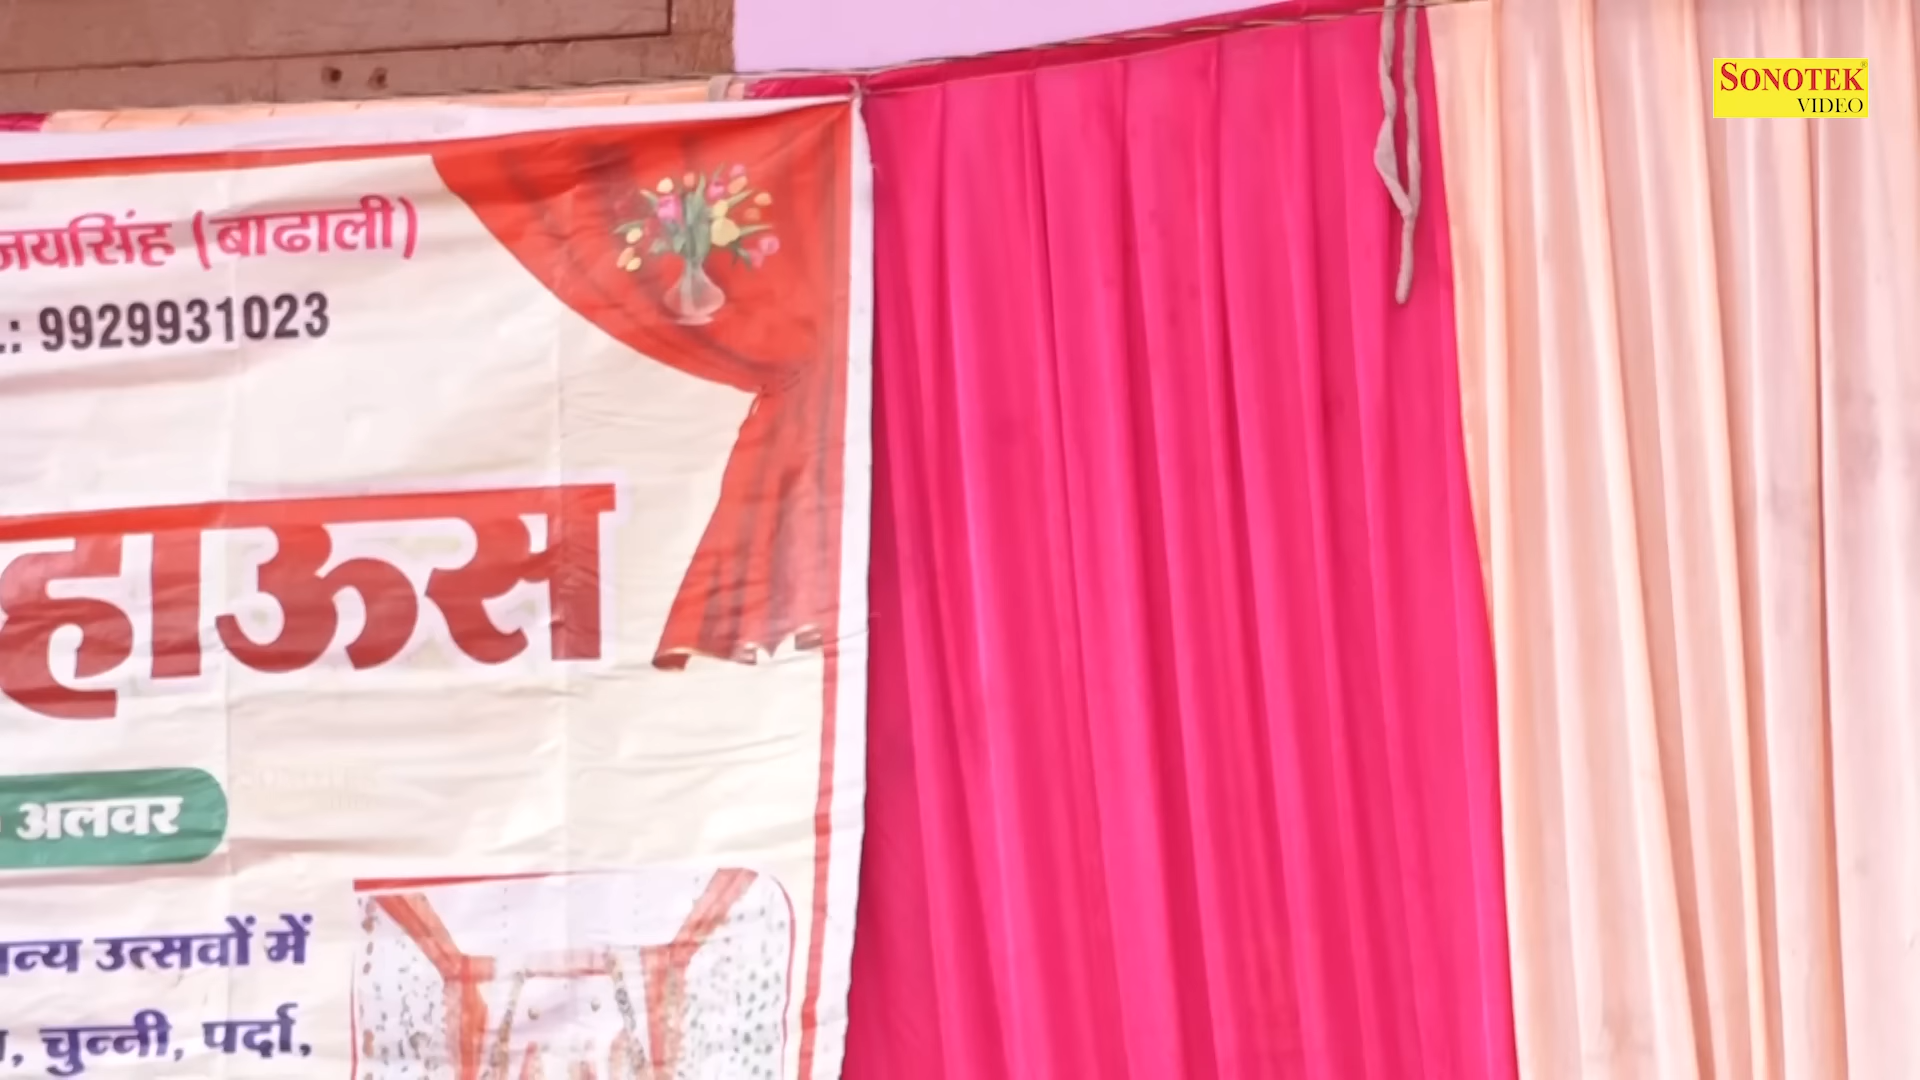 SONOTEK
VIDEO
जयसिंह (बाढाली)
.: 9929931023
हाऊस
अलवर
उत्सवों में
, चुन्नी, पर्दा,